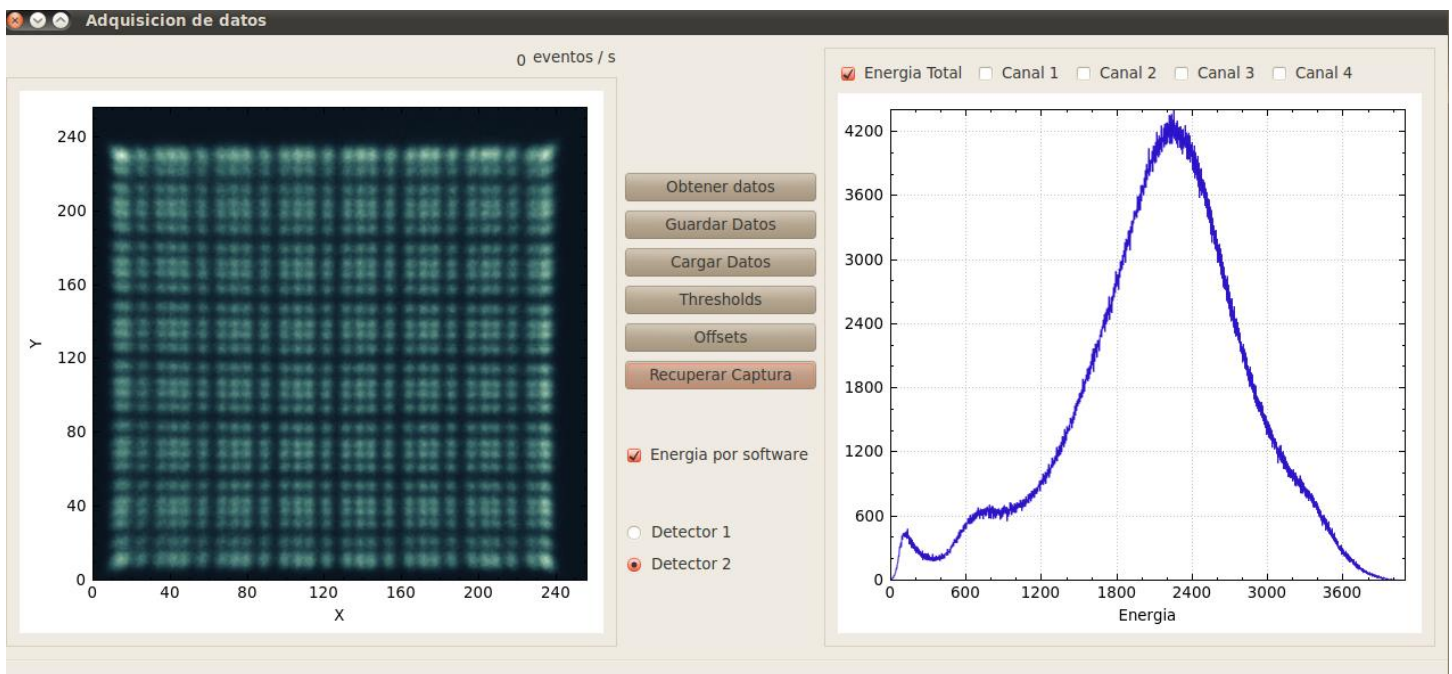 Adquisicion de datos
0 eventos / s
240
200
160
120
80
40
0
Y
0 40 80 120 160 200 240
X
Obtener datos
Guardar Datos
Cargar Datos
Thresholds
Offsets
Recuperar Captura
Energia por software
Detector 1
Detector 2
Energia Total Canal 1 Canal 2 Canal 3 Canal 4
4200
3600
3000
2400
1800
1200
600
0
0 600 1200 1800 2400 3000 3600
Energia